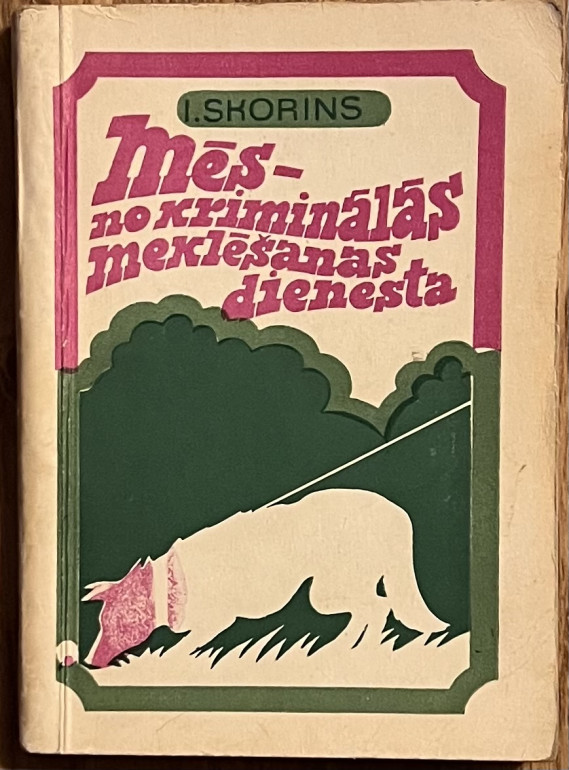 I.SKORINS
Mēs-
no kriminālās
meklēšanas
dienesta